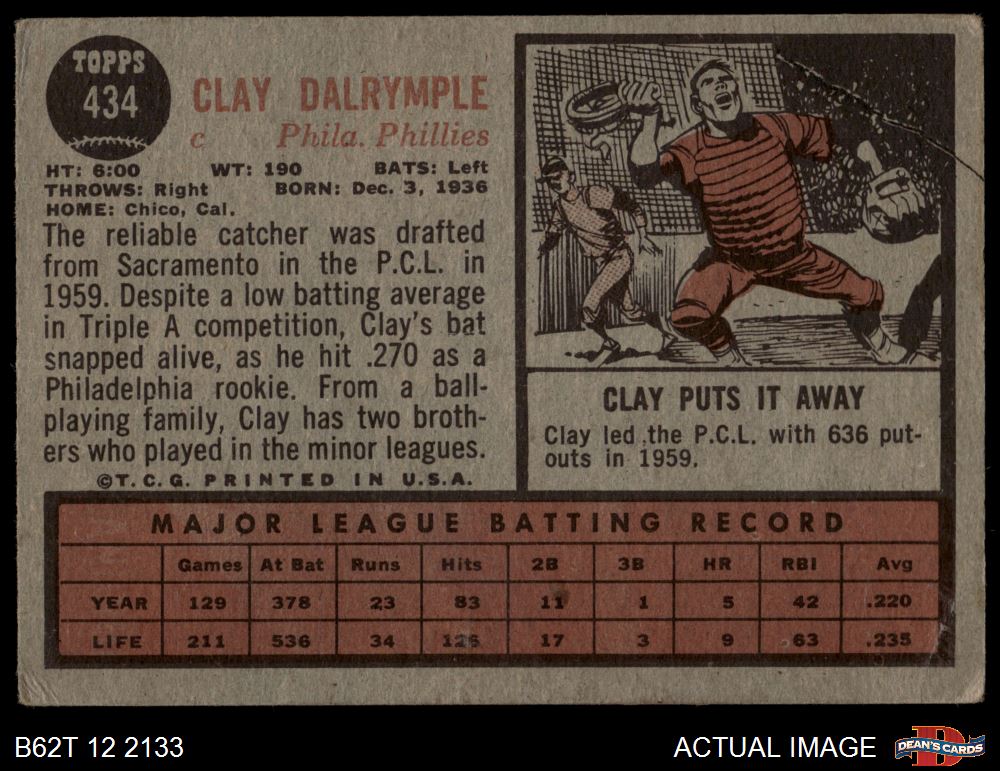 TOPPS
434
CLAY DALRYMPLE
c Phila. Phillies
HT: 6:00 WT: 190 BATS: Left
THROWS: Right BORN: Dec. 3, 1936
HOME: Chico, Cal.
The reliable catcher was drafted
from Sacramento in the P.C.L. in
1959. Despite a low batting average
in Triple A competition, Clay's bat
snapped alive, as he hit .270 as a
Philadelphia rookie. From a ball-
playing family, Clay has two broth-
ers who played in the minor leagues.
©T.C.G. PRINTED IN U.S.A.
CLAY PUTS IT AWAY
Clay led the P.C.L. with 636 put-
outs in 1959.
MAJOR LEAGUE BATTING RECORD
Games At Bat Runs Hits 2B 3B HR RBI Avg
YEAR 129 378 23 83 11 1 5 42 .220
LIFE 211 536 34 126 17 3 9 63 .235
B62T 12 2133
ACTUAL IMAGE
DEAN'S CARDS